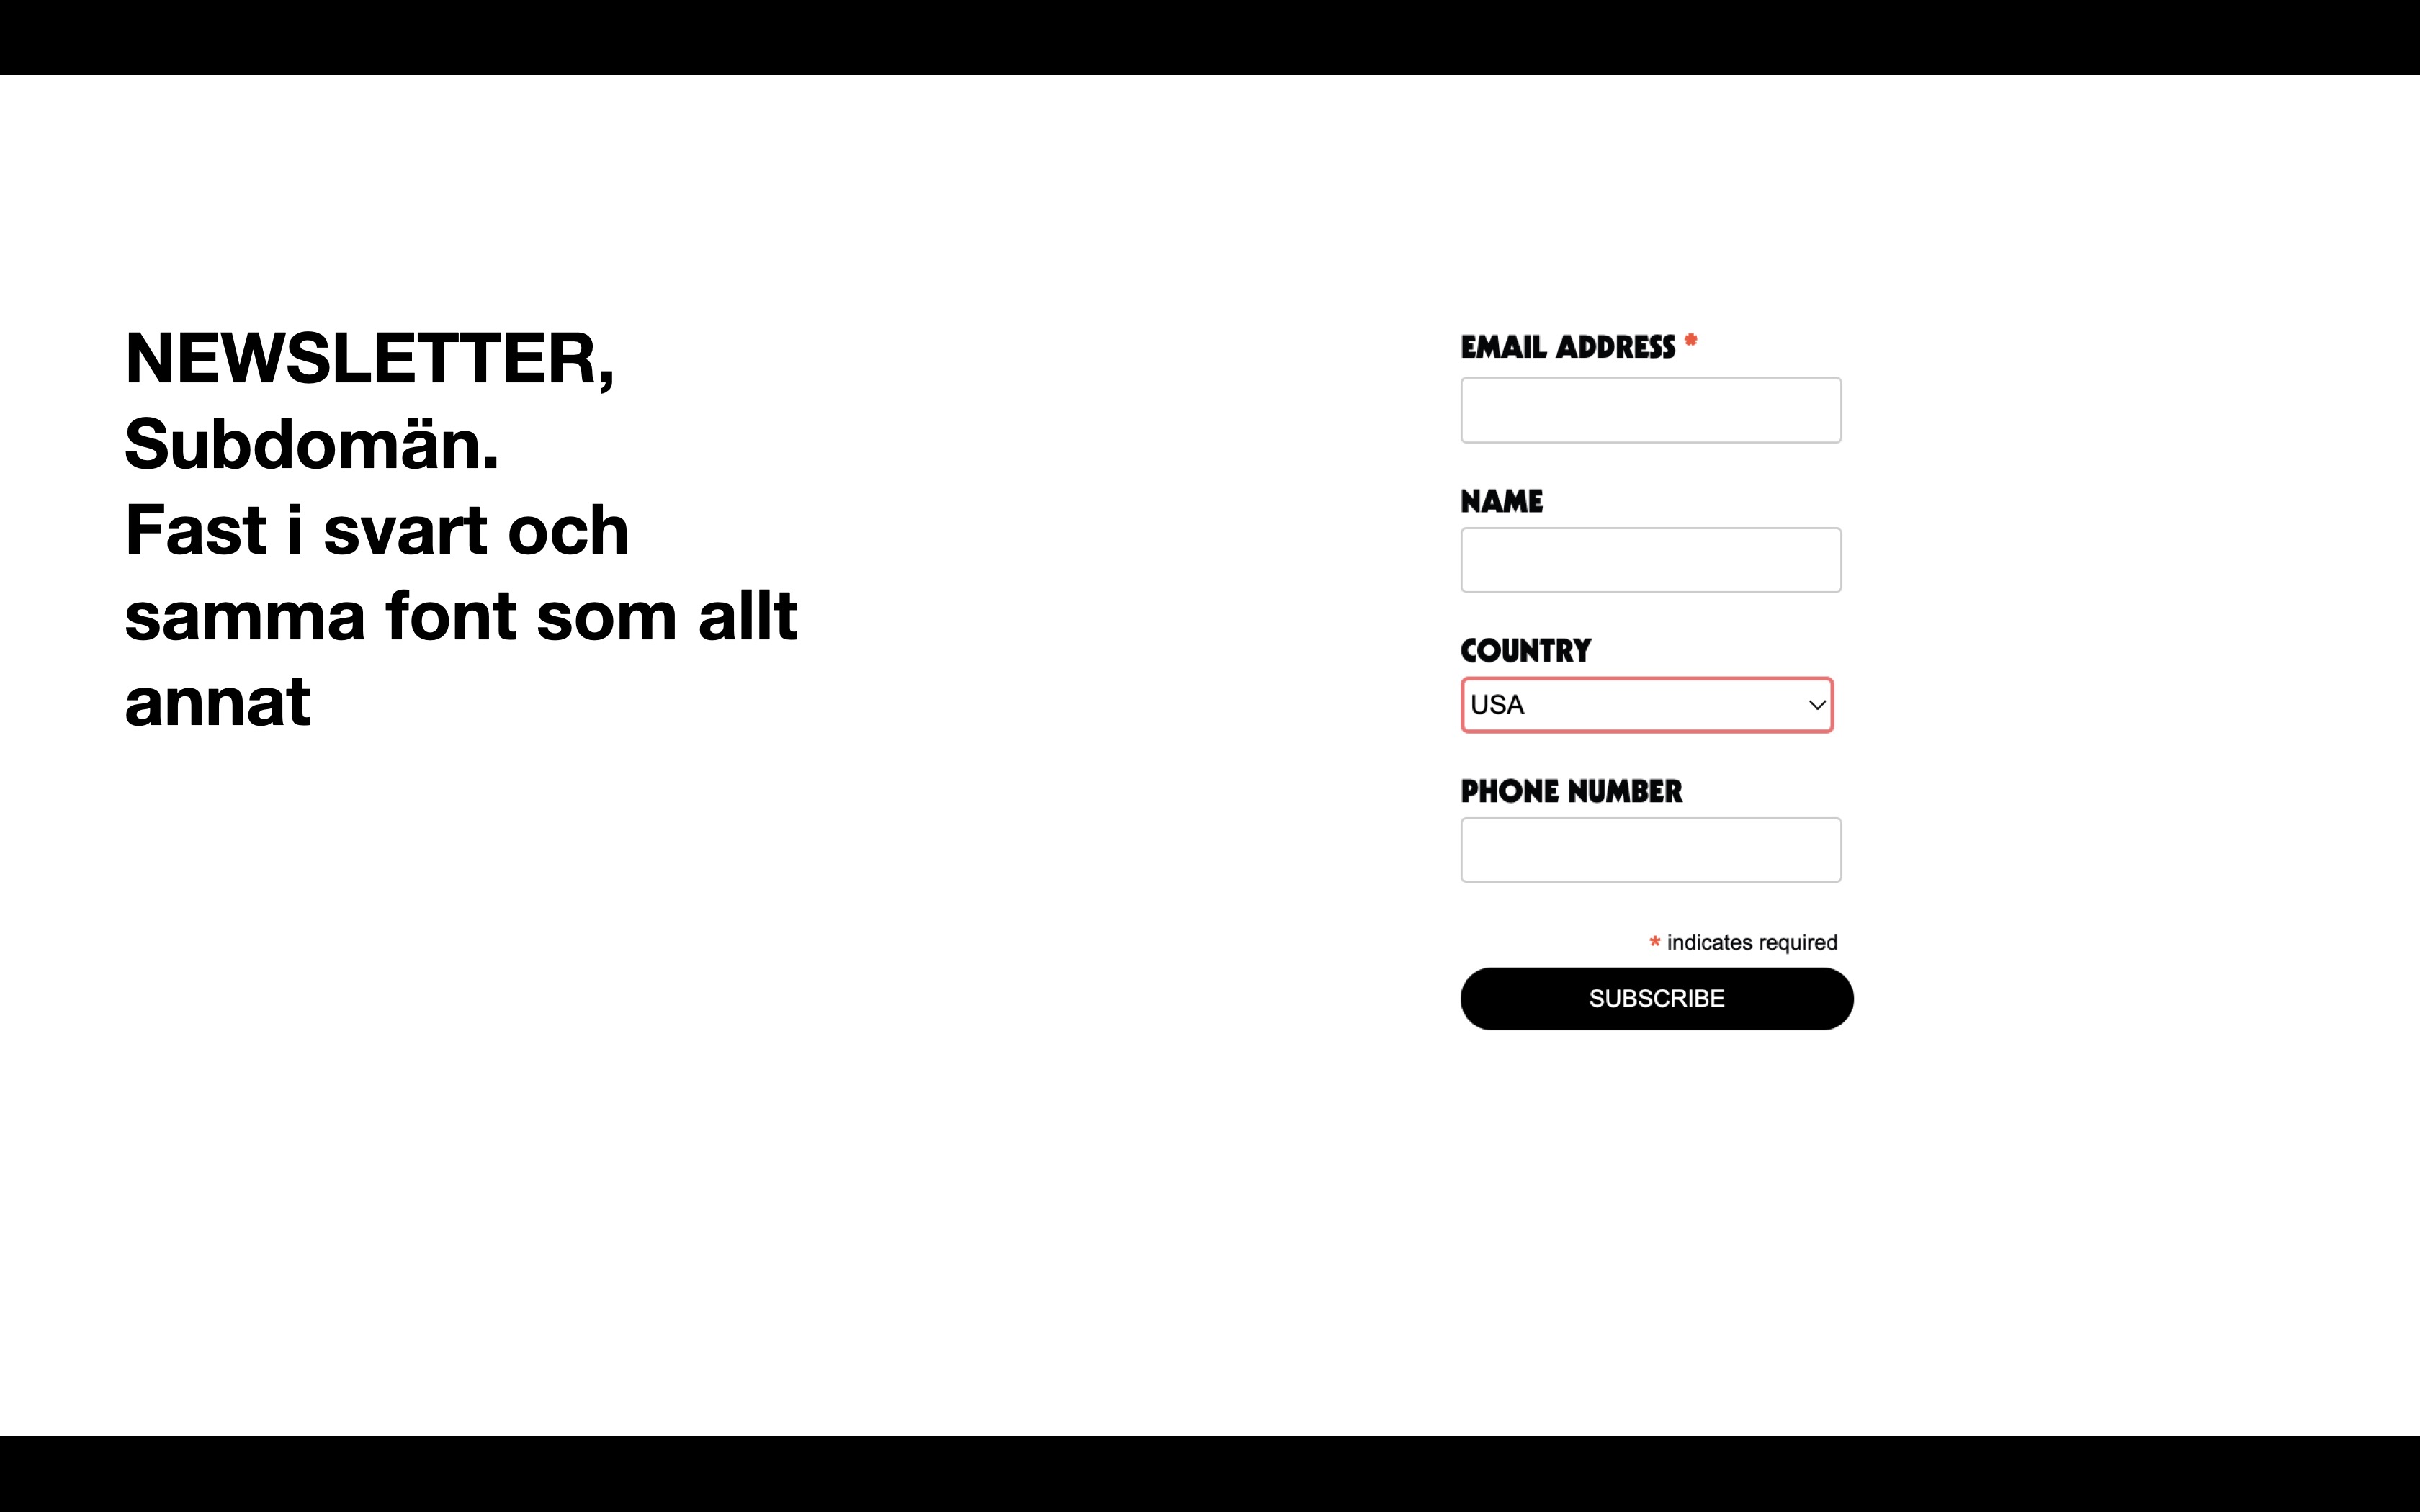 NEWSLETTER,
Subdomän.
Fast i svart och
samma font som allt
annat
EMAIL ADDRESS *
NAME
COUNTRY
USA
PHONE NUMBER
* indicates required
SUBSCRIBE